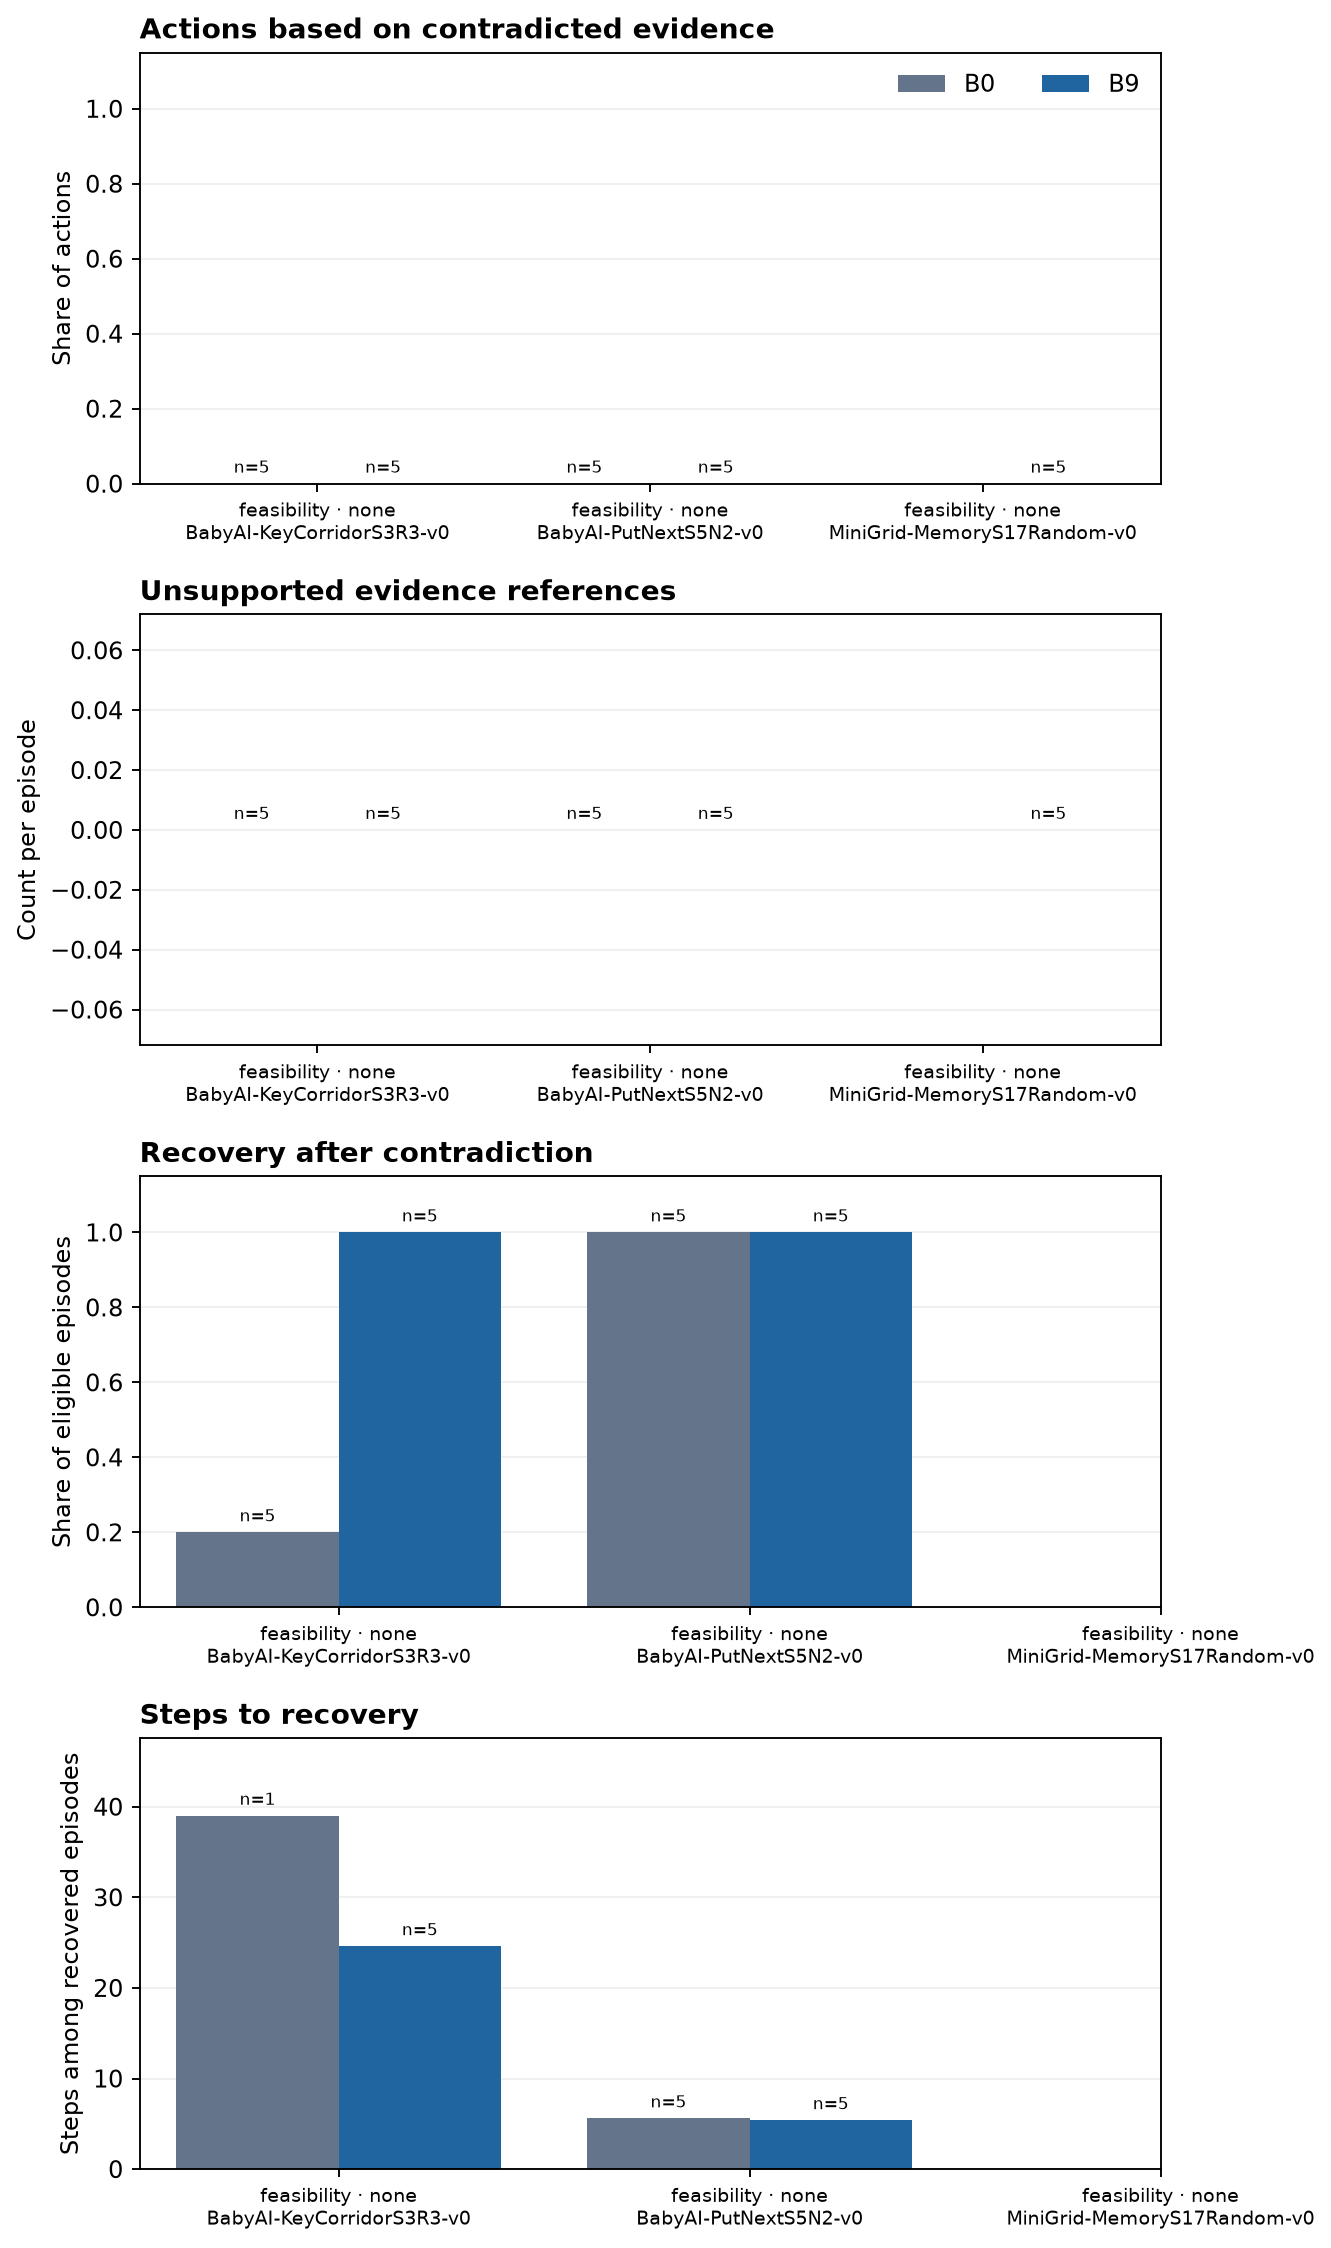 Actions based on contradicted evidence
B0 B9
Share of actions
1.0
0.8
0.6
0.4
0.2
0.0
n=5 n=5 n=5 n=5 n=5
feasibility · none feasibility · none feasibility · none
BabyAI-KeyCorridorS3R3-v0 BabyAI-PutNextS5N2-v0 MiniGrid-MemoryS17Random-v0
Unsupported evidence references
Count per episode
0.06
0.04
0.02
n=5 n=5 n=5 n=5 n=5
0.00
−0.02
−0.04
−0.06
feasibility · none feasibility · none feasibility · none
BabyAI-KeyCorridorS3R3-v0 BabyAI-PutNextS5N2-v0 MiniGrid-MemoryS17Random-v0
Recovery after contradiction
Share of eligible episodes
n=5 n=5 n=5
1.0
0.8
0.6
0.4
n=5
0.2
0.0
feasibility · none feasibility · none feasibility · none
BabyAI-KeyCorridorS3R3-v0 BabyAI-PutNextS5N2-v0 MiniGrid-MemoryS17Random-v0
Steps to recovery
Steps among recovered episodes
n=1
40
30
n=5
20
10
n=5 n=5
0
feasibility · none feasibility · none feasibility · none
BabyAI-KeyCorridorS3R3-v0 BabyAI-PutNextS5N2-v0 MiniGrid-MemoryS17Random-v0